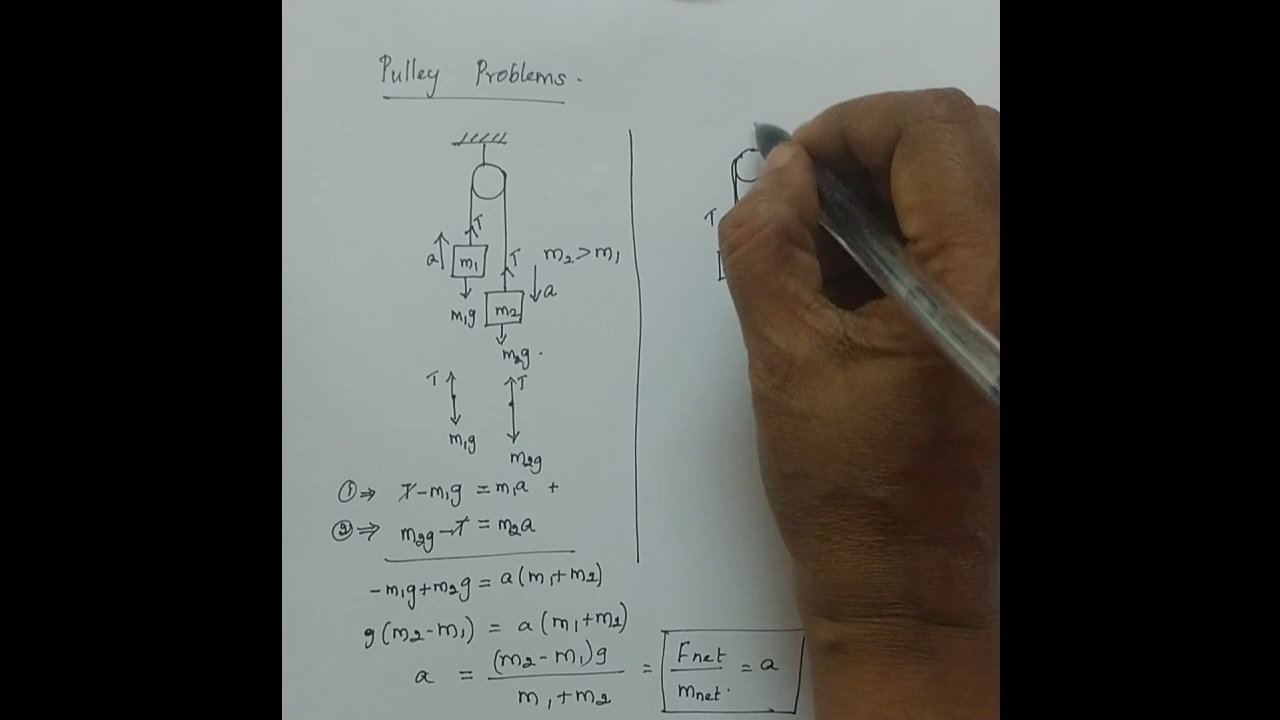 Pulley Problems.
T
a
m₁
T
m₂>m₁
a
m₁g
m₂
m₂g.
T
T
m₁g
m₂g
① ⇒ T-m₁g = m₁a +
② ⇒ m₂g-T = m₂a
-m₁g+m₂g = a(m₁+m₂)
g(m₂-m₁) = a(m₁+m₂)
a = (m₂-m₁)g / m₁+m₂ = Fnet / mnet. = a
T